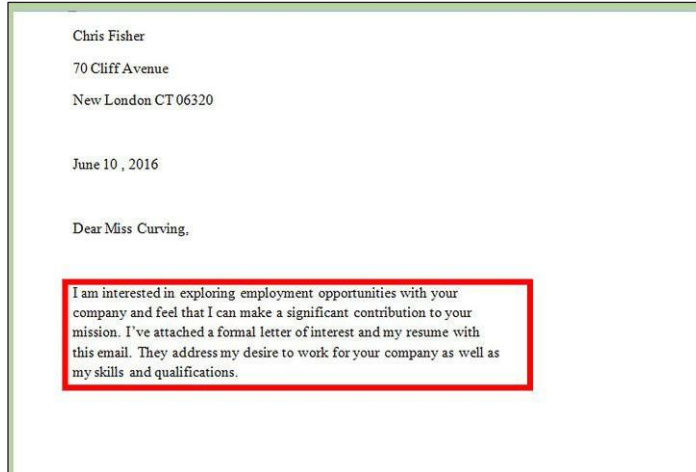 Chris Fisher
70 Cliff Avenue
New London CT 06320
June 10 , 2016
Dear Miss Curving,
I am interested in exploring employment opportunities with your
company and feel that I can make a significant contribution to your
mission. I've attached a formal letter of interest and my resume with
this email. They address my desire to work for your company as well as
my skills and qualifications.